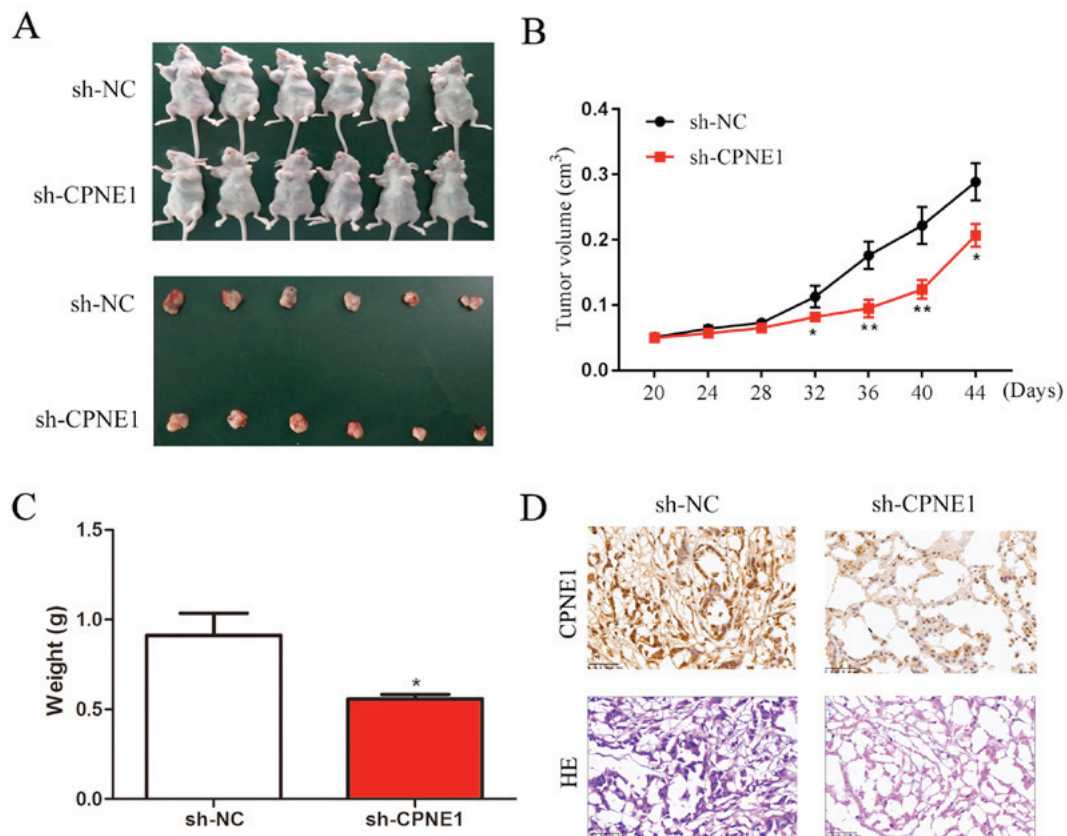 A
sh-NC
sh-CPNE1
sh-NC
sh-CPNE1
B
sh-NC
sh-CPNE1
Tumor volume (cm³)
0.4
0.3
0.2
0.1
0.0
*
**
**
*
20 24 28 32 36 40 44 (Days)
C
Weight (g)
1.5
1.0
0.5
0.0
*
sh-NC sh-CPNE1
D
sh-NC sh-CPNE1
CPNE1
HE